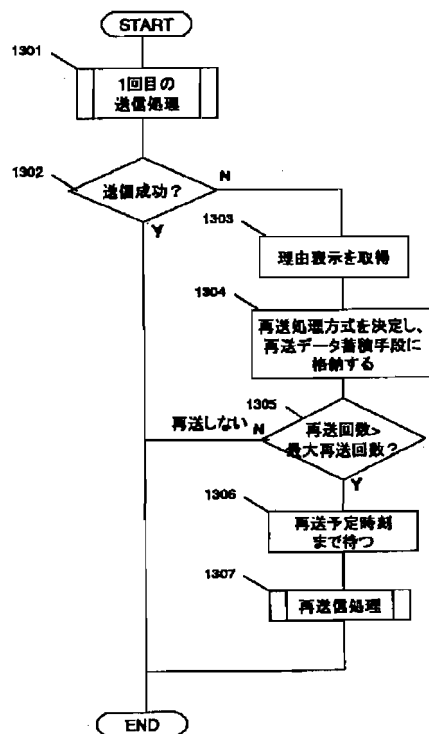 START
1301
1回目の
送信処理
1302
送信成功？
N
Y
1303
理由表示を取得
1304
再送処理方式を決定し、
再送データ蓄積手段に
格納する
1305
再送しない
N
再送回数>
最大再送回数？
Y
1306
再送予定時刻
まで待つ
1307
再送信処理
END